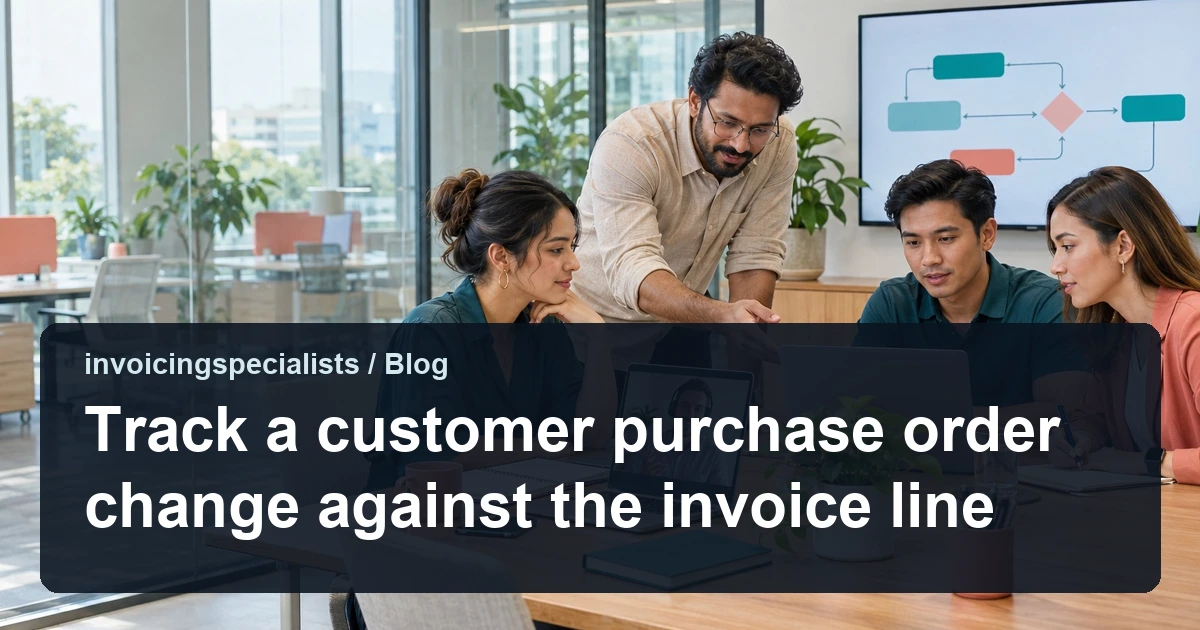 invoicingspecialists / Blog
Track a customer purchase order
change against the invoice line